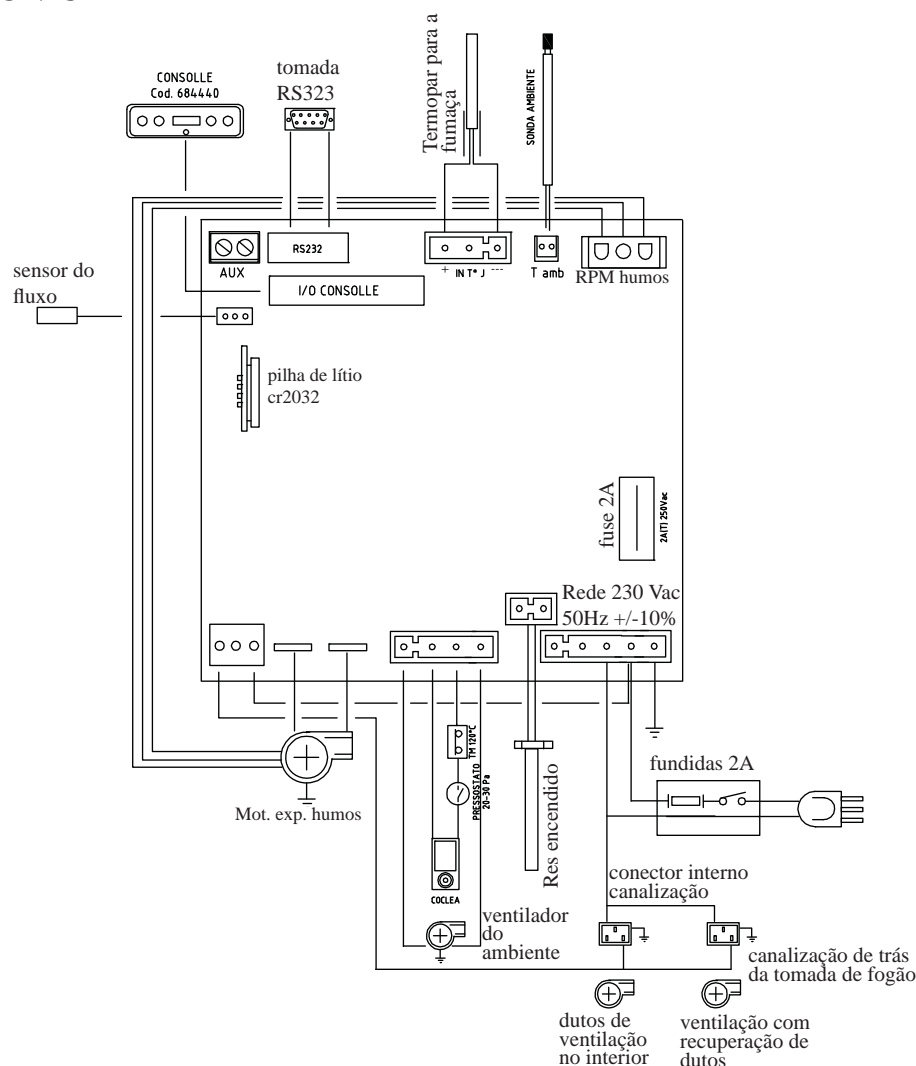 CONSOLLE
Cod. 684440
tomada
RS323
Termopar para a
fumaça
SONDA AMBIENTE
AUX
RS232
+ IN T* J ---
T amb
RPM humos
I/O CONSOLLE
sensor do
fluxo
pilha de lítio
cr2032
fuse 2A
2A(T) 250Vac
Rede 230 Vac
50Hz +/-10%
Mot. exp. humos
TM 120°C
PRESSOSTATO
20-30 Pa
COCLEA
ventilador
do
ambiente
Res encendido
fundidas 2A
conector interno
canalização
canalização de trás
da tomada de fogão
dutos de
ventilação
no interior
ventilação com
recuperação de
dutos